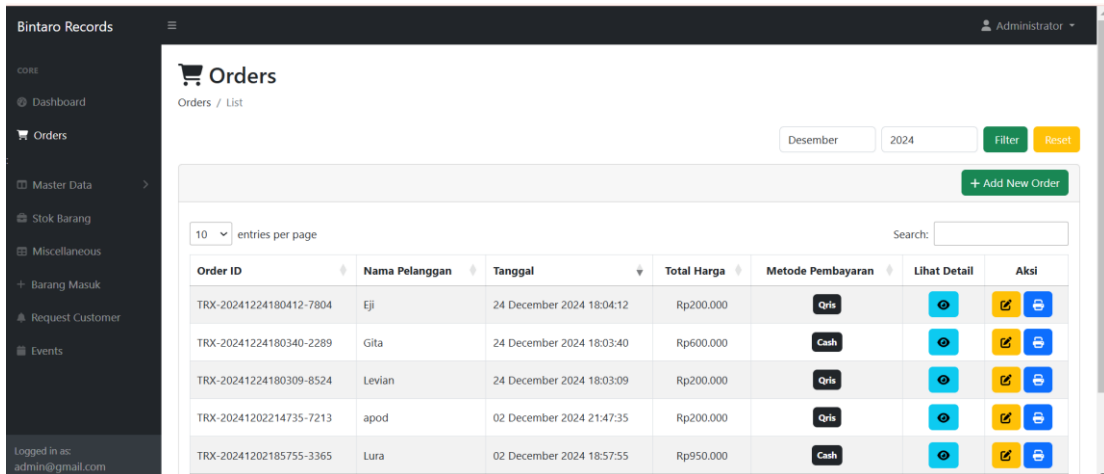 Bintaro Records
Administrator
CORE
Dashboard
Orders
Master Data
Stok Barang
Miscellaneous
Barang Masuk
Request Customer
Events
Logged in as:
admin@gmail.com
Orders
Orders / List
Desember 2024 Filter Reset
+ Add New Order
10 entries per page Search:
Order ID Nama Pelanggan Tanggal Total Harga Metode Pembayaran Lihat Detail Aksi
TRX-20241224180412-7804 Eji 24 December 2024 18:04:12 Rp200.000 Qris
TRX-20241224180340-2289 Gita 24 December 2024 18:03:40 Rp600.000 Cash
TRX-20241224180309-8524 Levian 24 December 2024 18:03:09 Rp200.000 Qris
TRX-20241202214735-7213 apod 02 December 2024 21:47:35 Rp200.000 Qris
TRX-20241202185755-3365 Lura 02 December 2024 18:57:55 Rp950.000 Cash